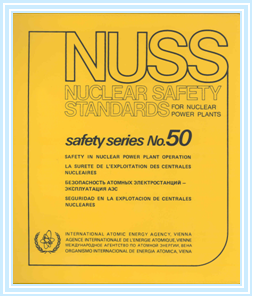 NUSS
NUCLEAR SAFETY
STANDARDS FOR NUCLEAR
POWER PLANTS
safety series No.50
SAFETY IN NUCLEAR POWER PLANT OPERATION
LA SURETE DE L'EXPLOITATION DES CENTRALES
NUCLEAIRES
БЕЗОПАСНОСТЬ АТОМНЫХ ЭЛЕКТРОСТАНЦИЙ –
ЭКСПЛУАТАЦИЯ АЭС
SEGURIDAD EN LA EXPLOTACION DE CENTRALES
NUCLEARES
INTERNATIONAL ATOMIC ENERGY AGENCY, VIENNA
AGENCE INTERNATIONALE DE L'ENERGIE ATOMIQUE, VIENNE
МЕЖДУНАРОДНОЕ АГЕНТСТВО ПО АТОМНОЙ ЭНЕРГИИ, ВЕНА
ORGANISMO INTERNACIONAL DE ENERGIA ATOMICA, VIENA